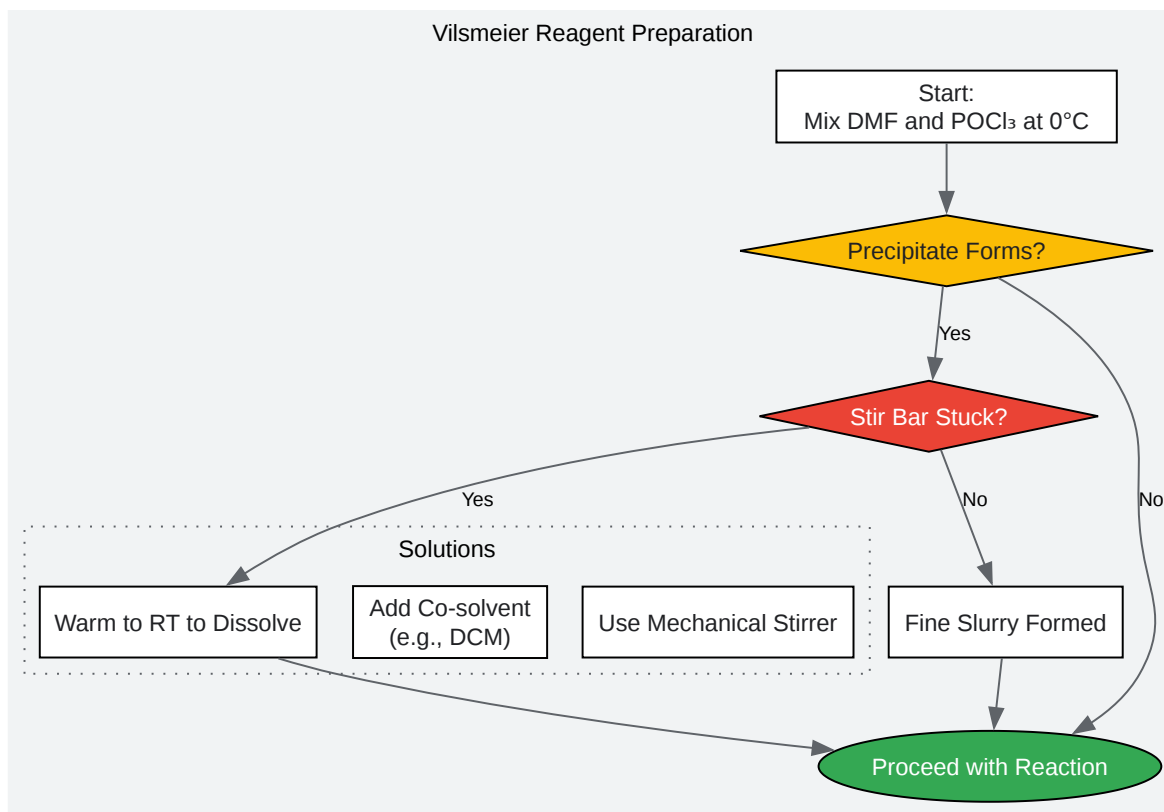 Vilsmeier Reagent Preparation
Start:
Mix DMF and POCl₃ at 0°C
Precipitate Forms?
Yes
Stir Bar Stuck?
Yes
No
No
Solutions
Warm to RT to Dissolve
Add Co-solvent
(e.g., DCM)
Use Mechanical Stirrer
Fine Slurry Formed
Proceed with Reaction